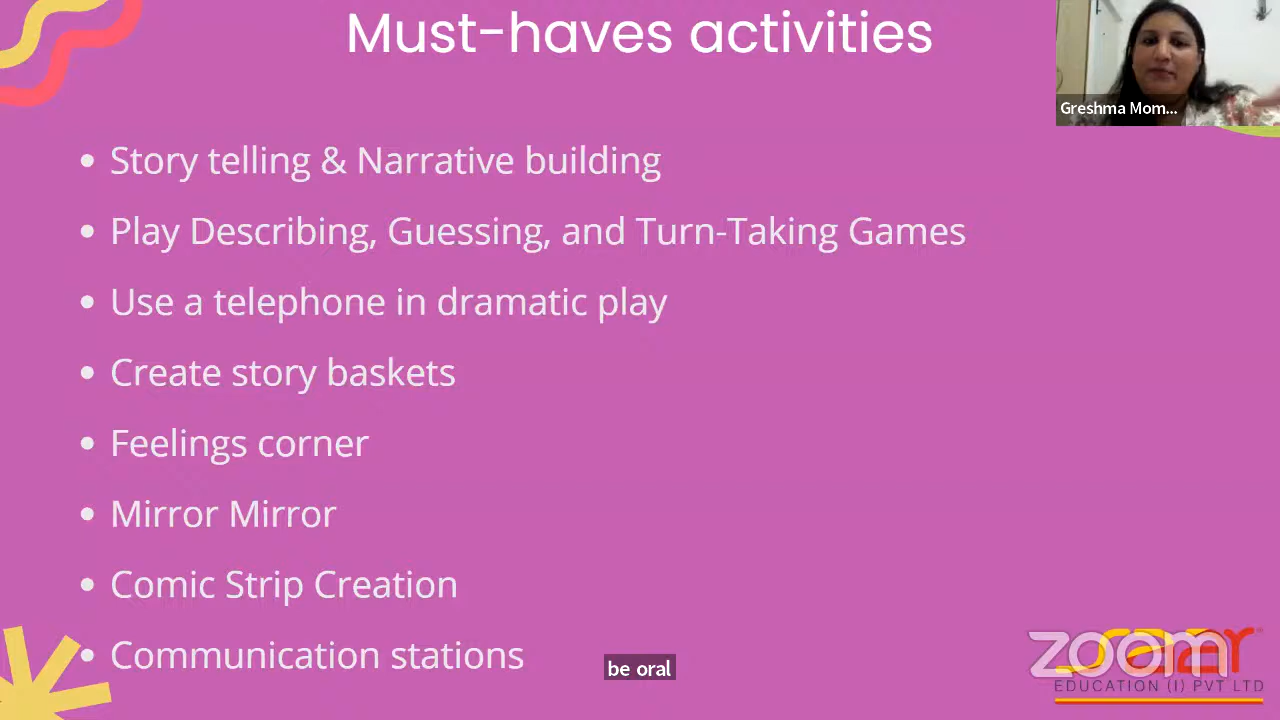 Must-haves activities
Greshma Mom...
• Story telling & Narrative building
• Play Describing, Guessing, and Turn-Taking Games
• Use a telephone in dramatic play
• Create story baskets
• Feelings corner
• Mirror Mirror
• Comic Strip Creation
• Communication stations
be oral
zoom
EDUCATION (I) PVT LTD